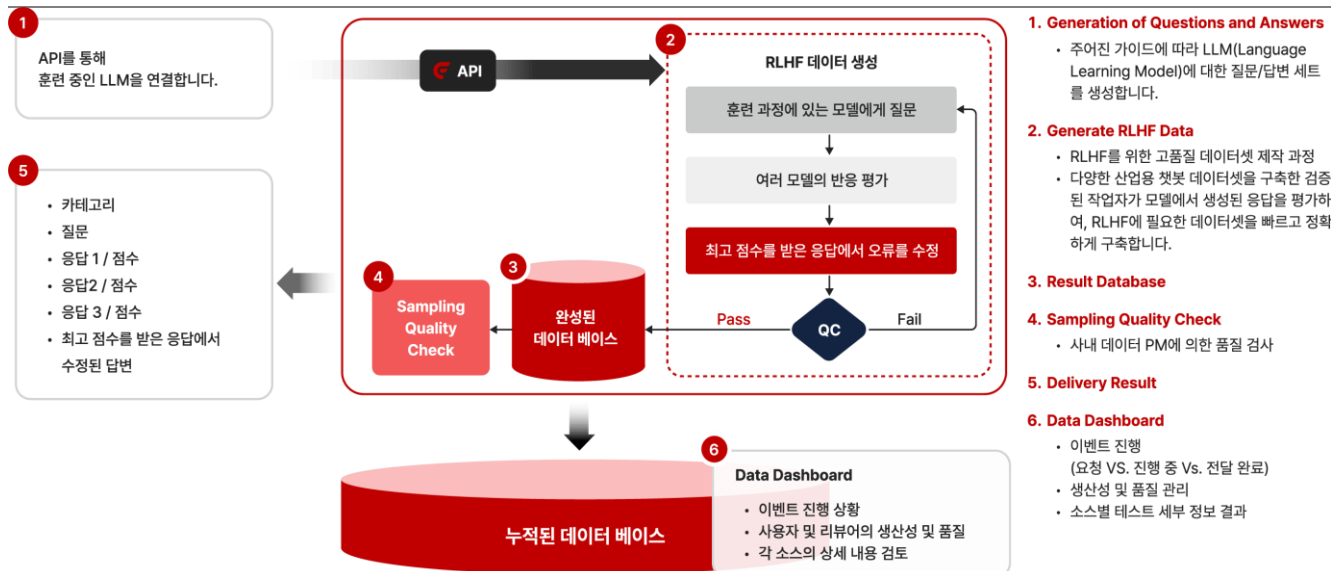 1
API를 통해
훈련 중인 LLM을 연결합니다.
API
2
RLHF 데이터 생성
훈련 과정에 있는 모델에게 질문
여러 모델의 반응 평가
최고 점수를 받은 응답에서 오류를 수정
QC
Pass
Fail
3
완성된
데이터 베이스
4
Sampling
Quality
Check
5
• 카테고리
• 질문
• 응답 1 / 점수
• 응답2 / 점수
• 응답 3 / 점수
• 최고 점수를 받은 응답에서
수정된 답변
누적된 데이터 베이스
6
Data Dashboard
• 이벤트 진행 상황
• 사용자 및 리뷰어의 생산성 및 품질
• 각 소스의 상세 내용 검토
1. Generation of Questions and Answers
• 주어진 가이드에 따라 LLM(Language
Learning Model)에 대한 질문/답변 세트
를 생성합니다.
2. Generate RLHF Data
• RLHF를 위한 고품질 데이터셋 제작 과정
• 다양한 산업용 챗봇 데이터셋을 구축한 검증
된 작업자가 모델에서 생성된 응답을 평가하
여, RLHF에 필요한 데이터셋을 빠르고 정확
하게 구축합니다.
3. Result Database
4. Sampling Quality Check
• 사내 데이터 PM에 의한 품질 검사
5. Delivery Result
6. Data Dashboard
• 이벤트 진행
(요청 VS. 진행 중 Vs. 전달 완료)
• 생산성 및 품질 관리
• 소스별 테스트 세부 정보 결과